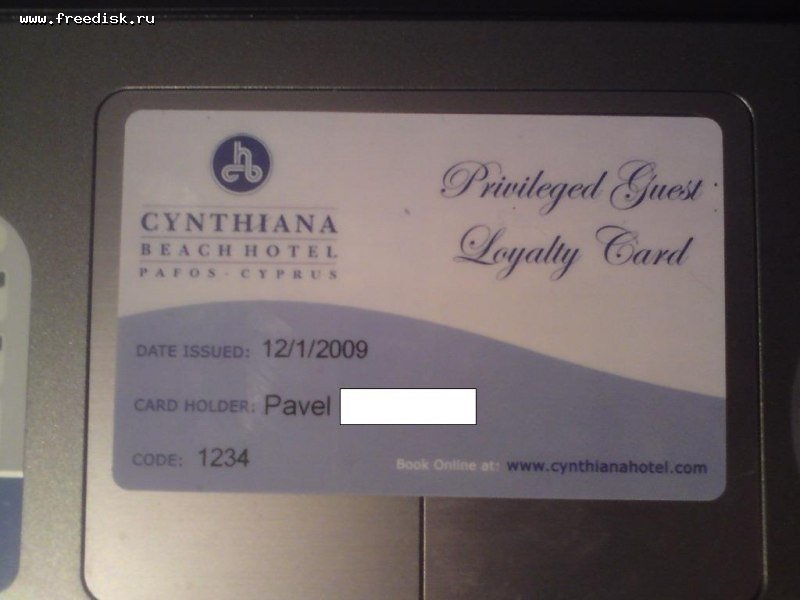 www.freedisk.ru
hcb
CYNTHIANA
BEACH HOTEL
PAFOS - CYPRUS
Privileged Guest
Loyalty Card
DATE ISSUED: 12/1/2009
CARD HOLDER: Pavel
CODE: 1234
Book Online at: www.cynthianahotel.com